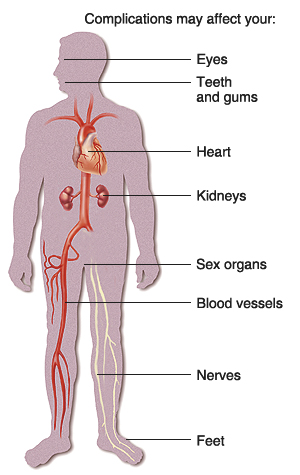 Complications may affect your:
Eyes
Teeth
and gums
Heart
Kidneys
Sex organs
Blood vessels
Nerves
Feet